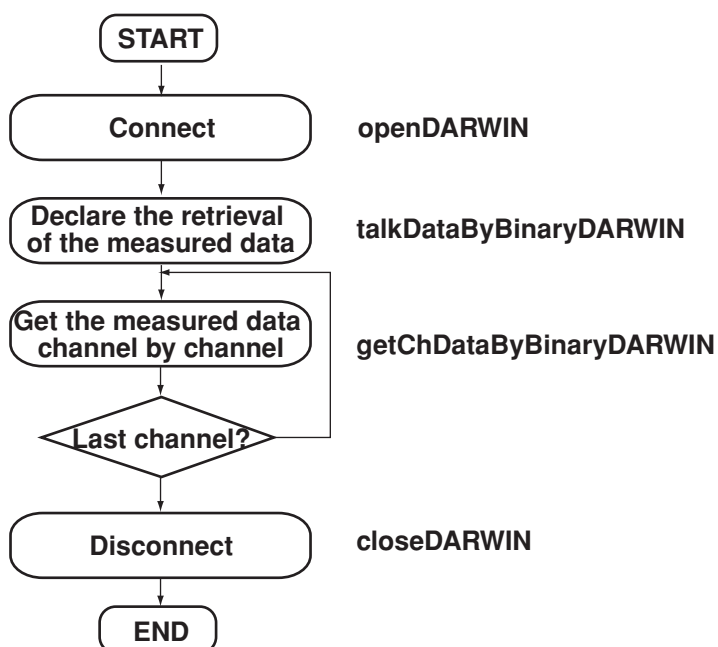 START
Connect
openDARWIN
Declare the retrieval
of the measured data
talkDataByBinaryDARWIN
Get the measured data
channel by channel
getChDataByBinaryDARWIN
Last channel?
Disconnect
closeDARWIN
END